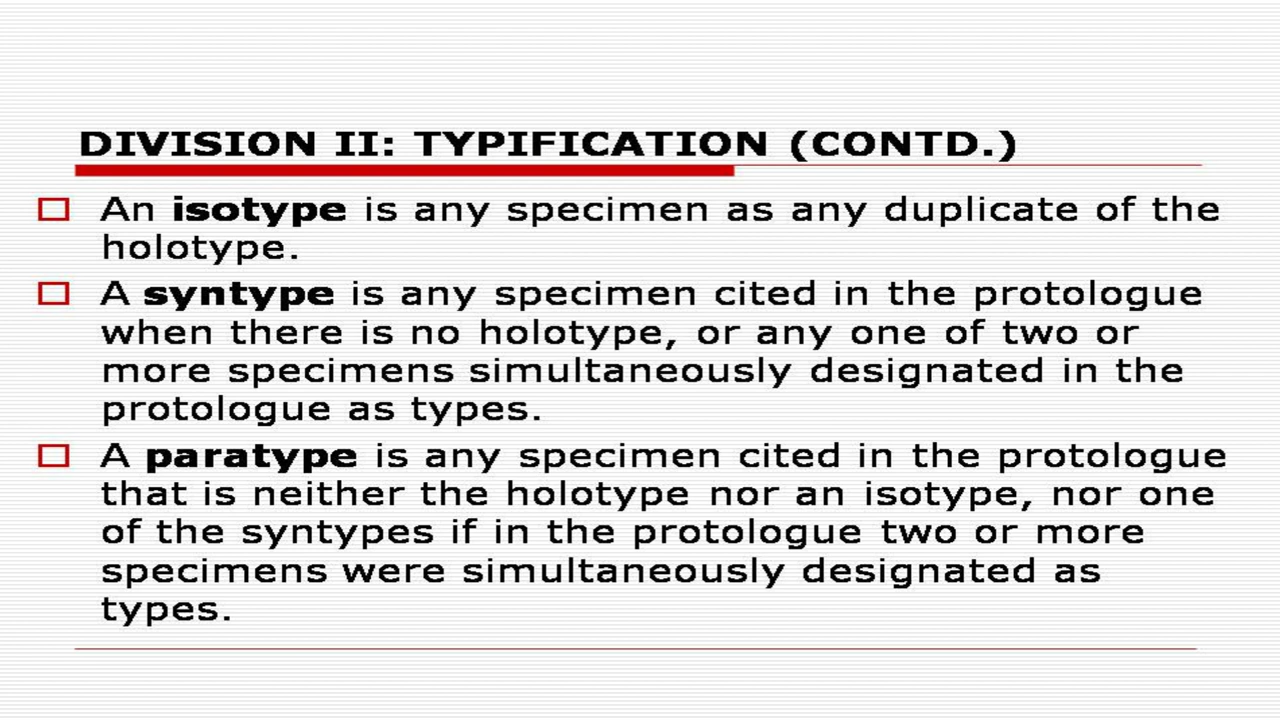 DIVISION II: TYPIFICATION (CONTD.)
An isotype is any specimen as any duplicate of the
holotype.
A syntype is any specimen cited in the protologue
when there is no holotype, or any one of two or
more specimens simultaneously designated in the
protologue as types.
A paratype is any specimen cited in the protologue
that is neither the holotype nor an isotype, nor one
of the syntypes if in the protologue two or more
specimens were simultaneously designated as
types.